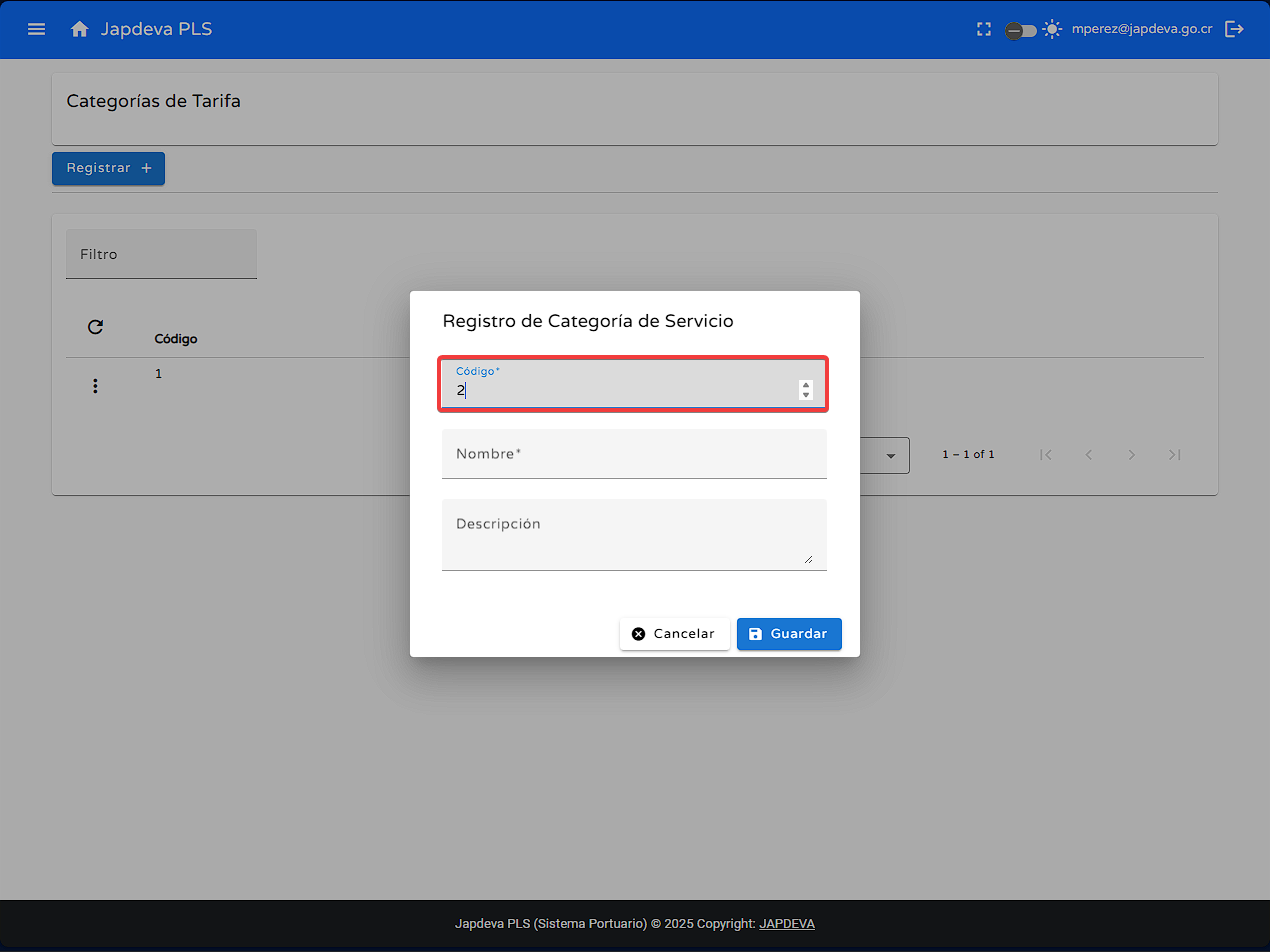 Japdeva PLS
mperez@japdeva.go.cr
Categorías de Tarifa
Registrar
Filtro
Código
1
1 – 1 of 1
Registro de Categoría de Servicio
Código*
2
Nombre*
Descripción
Cancelar
Guardar
Japdeva PLS (Sistema Portuario) © 2025 Copyright: JAPDEVA